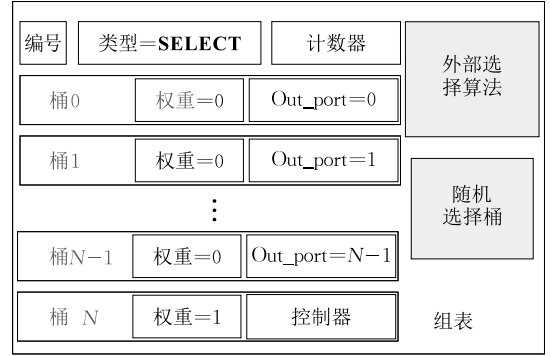 编号 类型=SELECT 计数器
外部选
择算法
桶0 权重=0 Out_port=0
桶1 权重=0 Out_port=1
随机
选择桶
⋮
桶N-1 权重=0 Out_port=N-1
桶 N 权重=1 控制器
组表